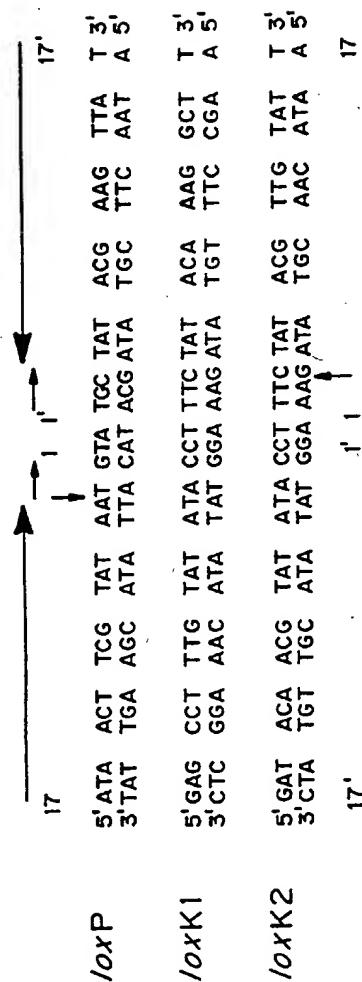 17 1 1' 17'
loxP 5'ATA ACT TCG TAT AAT GTA TGC TAT ACG AAG TTA T 3'
3'TAT TGA AGC ATA TTA CAT ACG ATA TGC TTC AAT A 5'
loxK1 5'GAG CCT TTG TAT ATA CCT TTC TAT ACA AAG GCT T 3'
3'CTC GGA AAC ATA TAT GGA AAG ATA TGT TTC CGA A 5'
loxK2 5'GAT ACA ACG TAT ATA CCT TTC TAT ACG TTG TAT T 3'
3'CTA TGT TGC ATA TAT GGA AAG ATA TGC AAC ATA A 5'
17' 1' 1 17